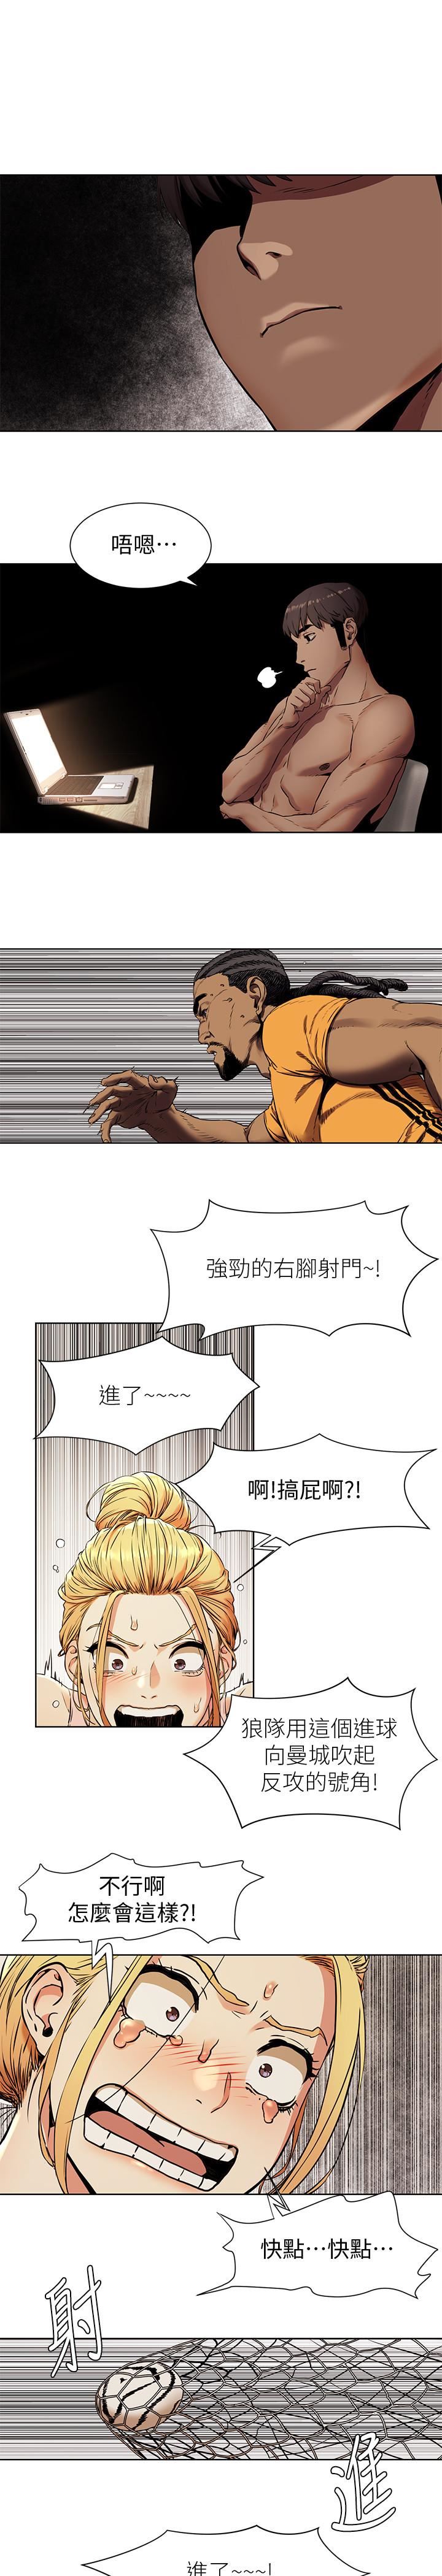 唔嗯⋯
強勁的右腳射門~!
進了~~~~
啊!搞屁啊?!
狼隊用這個進球
向曼城吹起
反攻的號角!
不行啊
怎麼會這樣?!
快點⋯快點⋯
射
進
進了~~~!